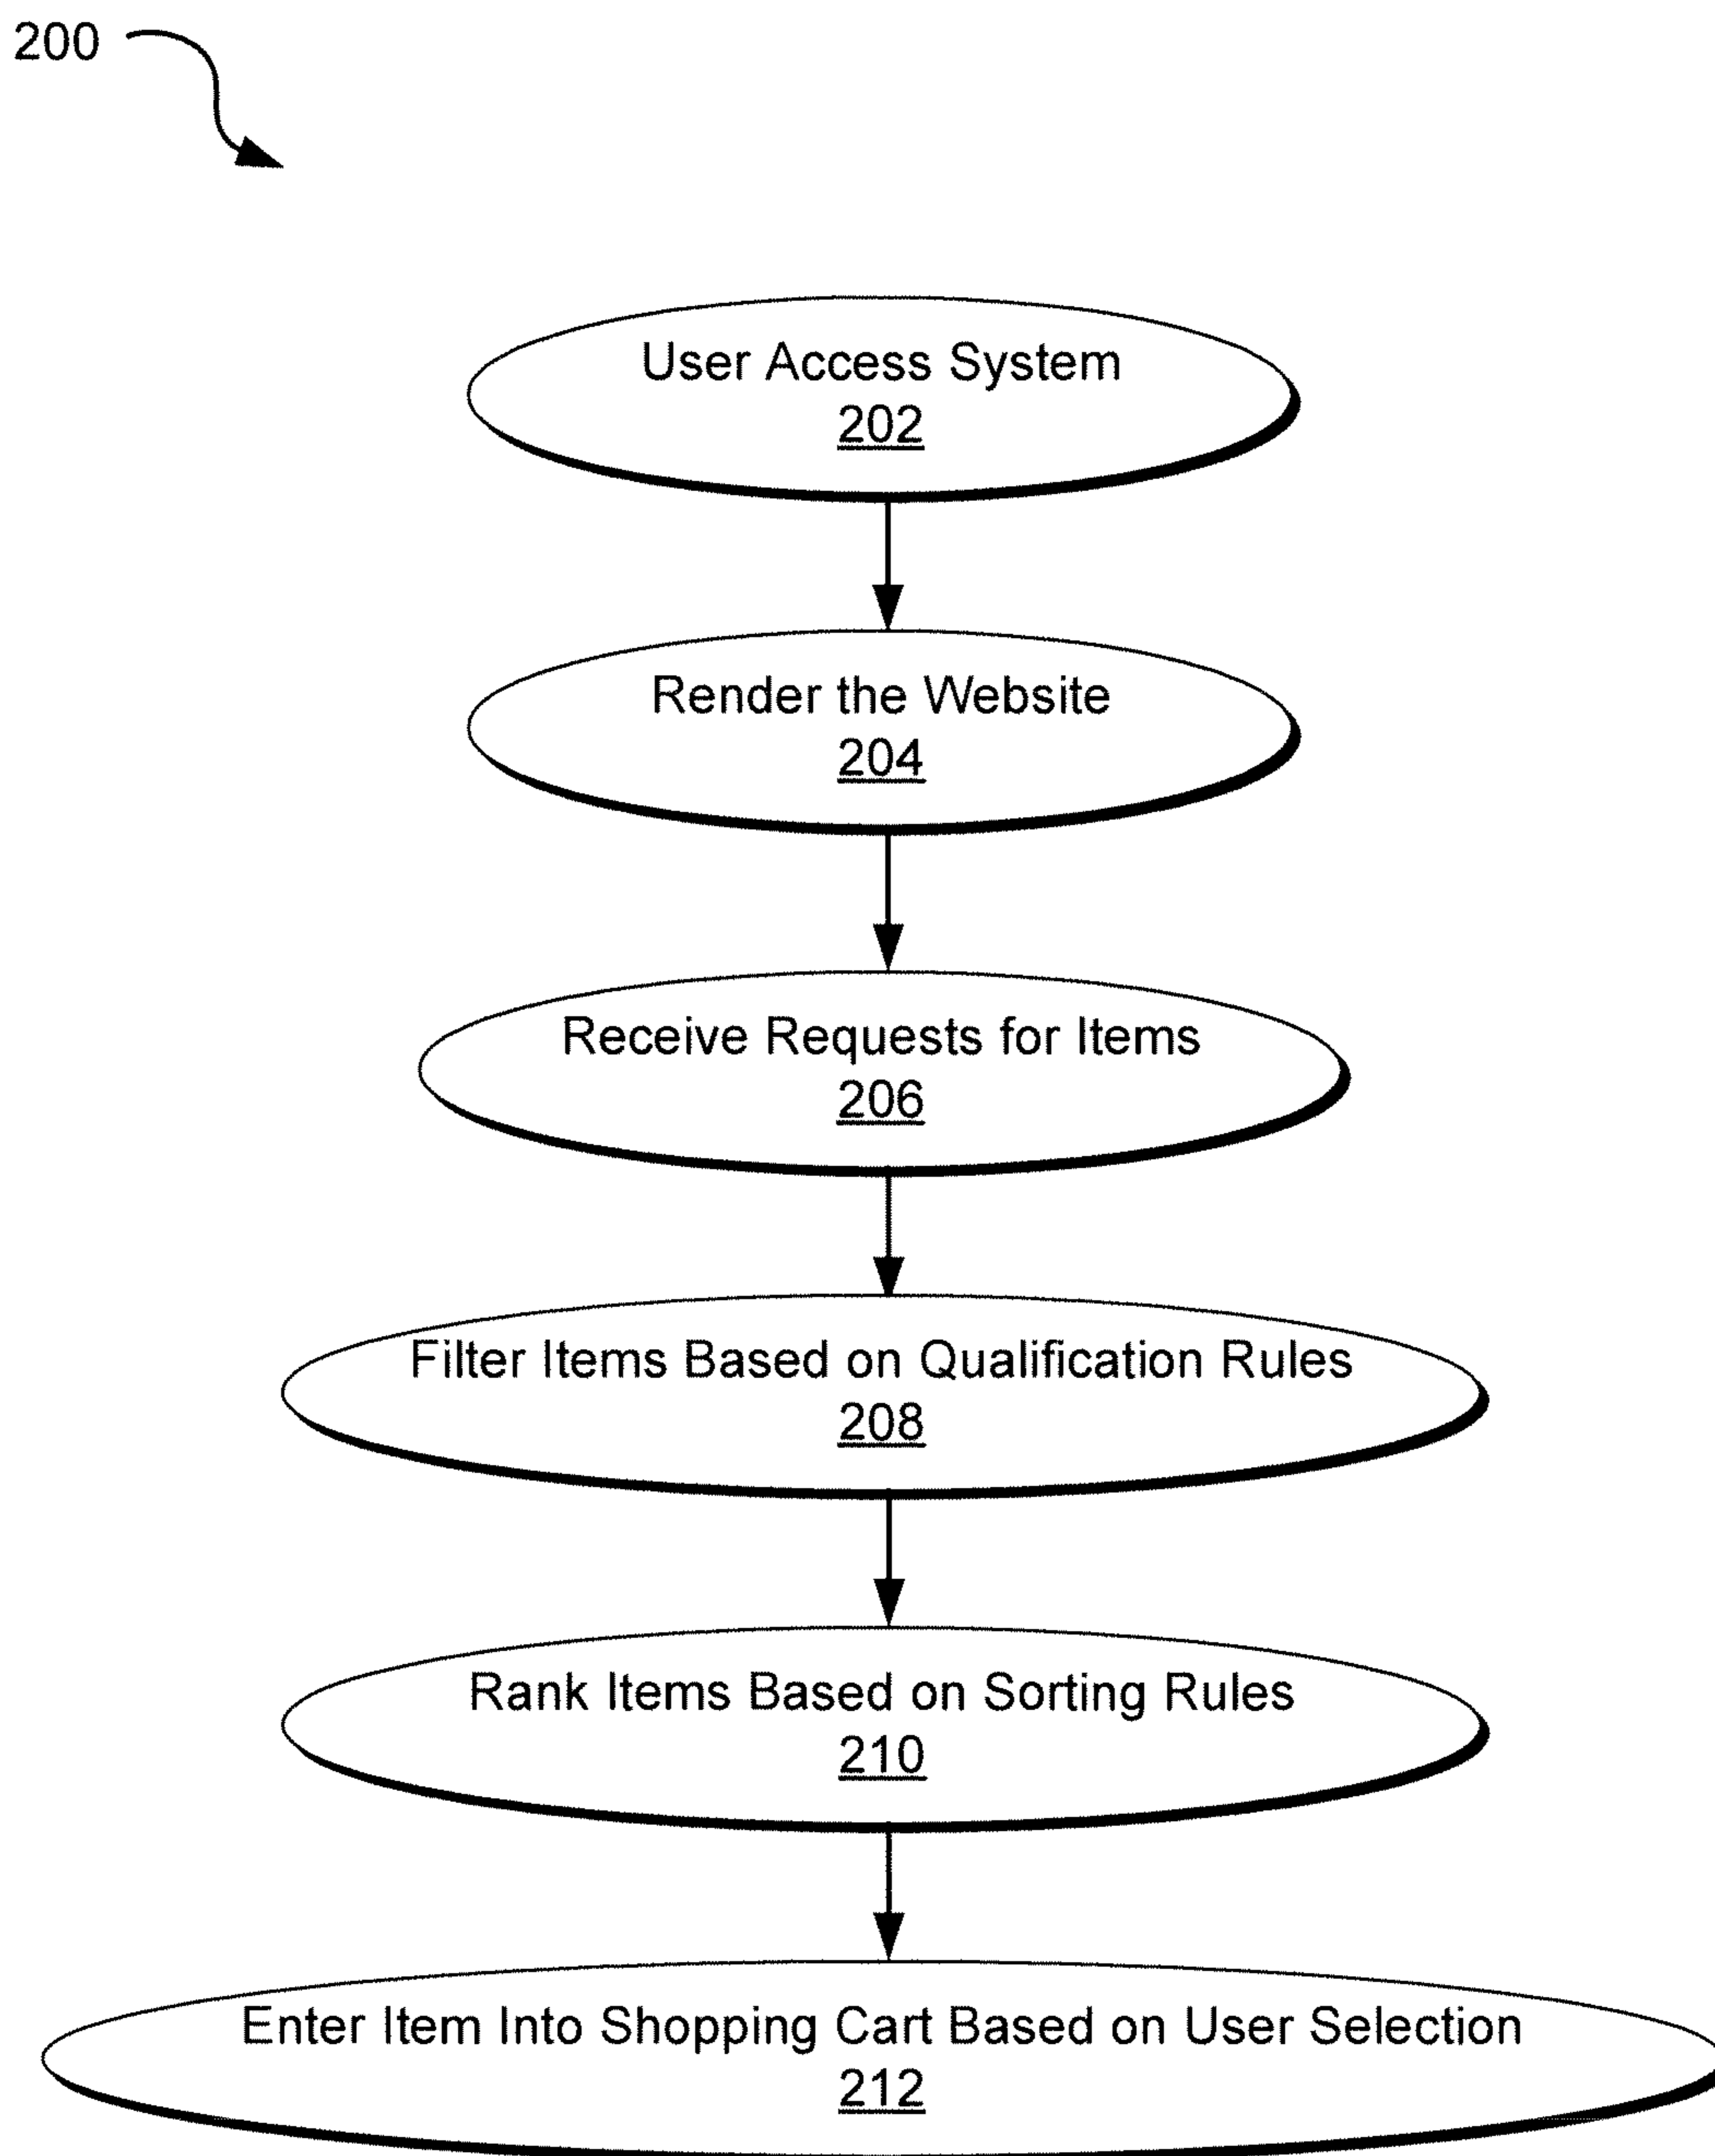 200
User Access System
202
Render the Website
204
Receive Requests for Items
206
Filter Items Based on Qualification Rules
208
Rank Items Based on Sorting Rules
210
Enter Item Into Shopping Cart Based on User Selection
212